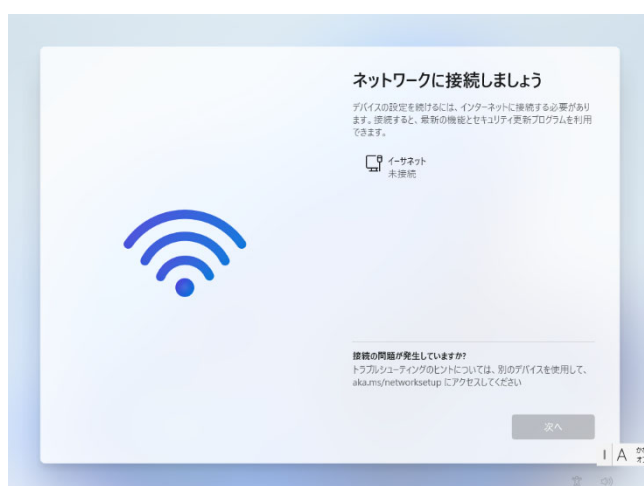 ネットワークに接続しましょう
デバイスの設定を続けるには、インターネットに接続する必要があり
ます。接続すると、最新の機能とセキュリティ更新プログラムを利用
できます。
イーサネット
未接続
接続の問題が発生していますか?
トラブルシューティングのヒントについては、別のデバイスを使用して、
aka.ms/networksetup にアクセスしてください
次へ
A